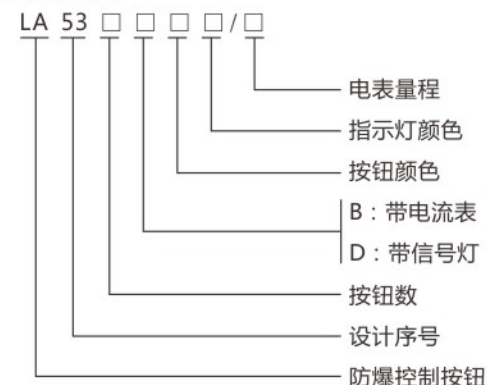 LA 53 □ □ □ □ / □
电表量程
指示灯颜色
按钮颜色
B：带电流表
D：带信号灯
按钮数
设计序号
防爆控制按钮